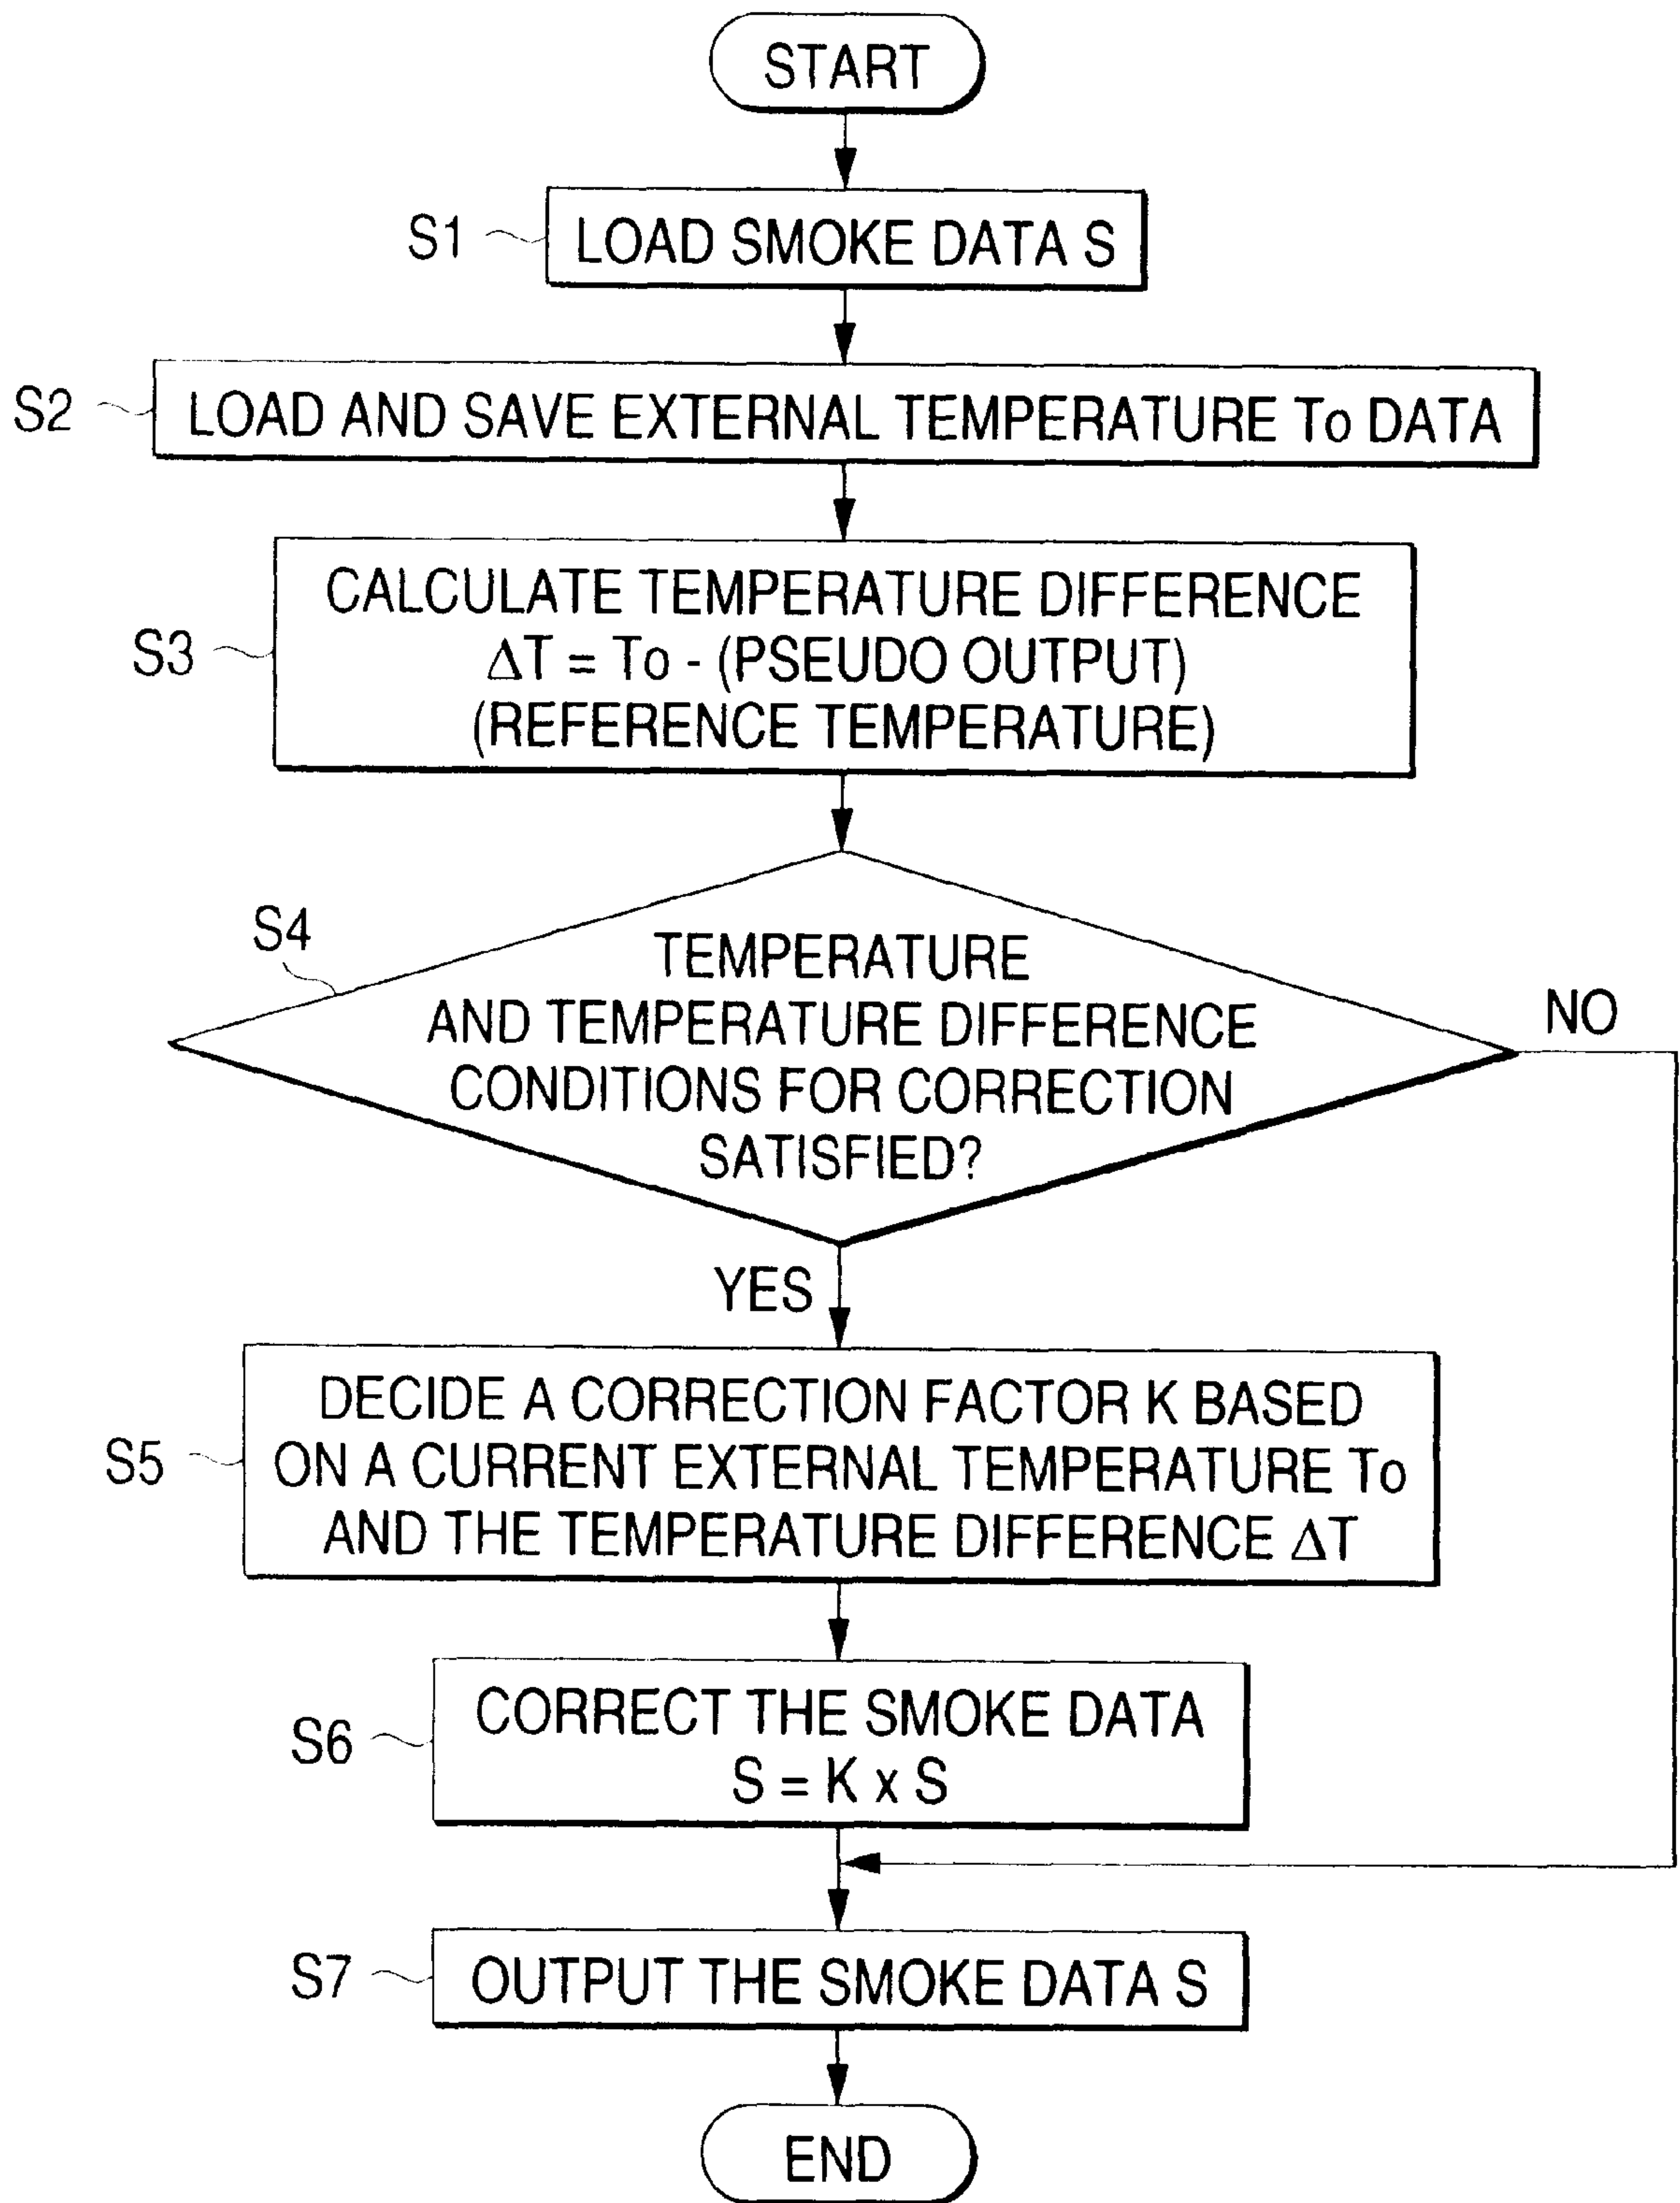 START
S1
LOAD SMOKE DATA S
S2
LOAD AND SAVE EXTERNAL TEMPERATURE To DATA
S3
CALCULATE TEMPERATURE DIFFERENCE
ΔT = To - (PSEUDO OUTPUT)
(REFERENCE TEMPERATURE)
S4
TEMPERATURE
AND TEMPERATURE DIFFERENCE
CONDITIONS FOR CORRECTION
SATISFIED?
NO
YES
S5
DECIDE A CORRECTION FACTOR K BASED
ON A CURRENT EXTERNAL TEMPERATURE To
AND THE TEMPERATURE DIFFERENCE ΔT
S6
CORRECT THE SMOKE DATA
S = K x S
S7
OUTPUT THE SMOKE DATA S
END